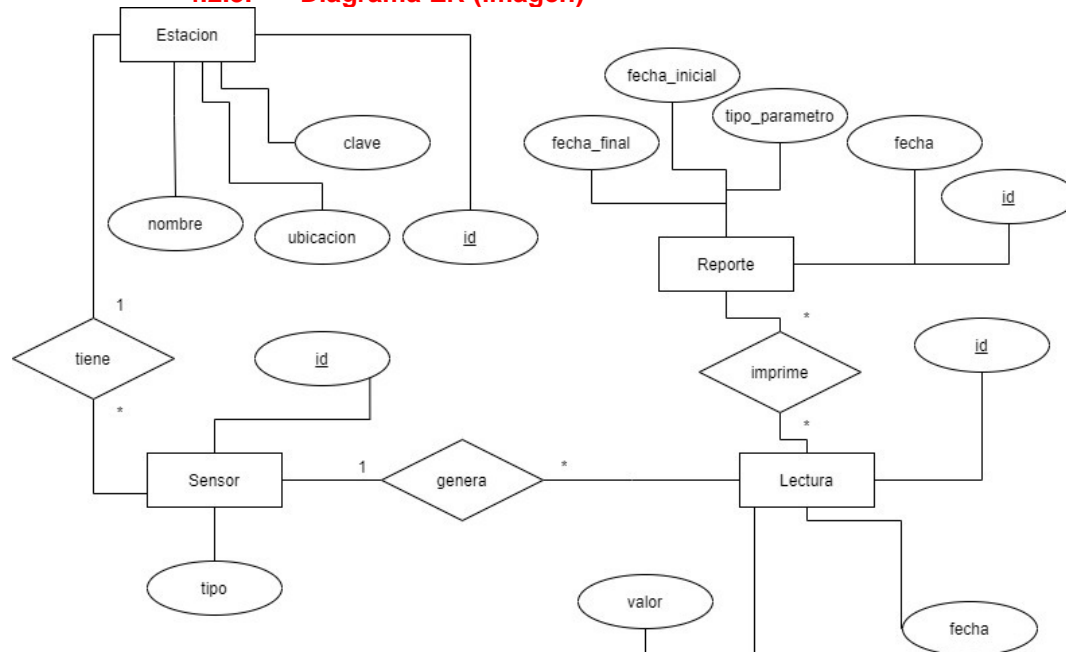 Diagrama ER (imagen)
Estacion
fecha_inicial
tipo_parametro
clave
fecha_final
fecha
id
nombre
ubicacion
id
Reporte
1
*
tiene
id
imprime
id
*
*
Sensor
1
genera
*
Lectura
tipo
valor
fecha